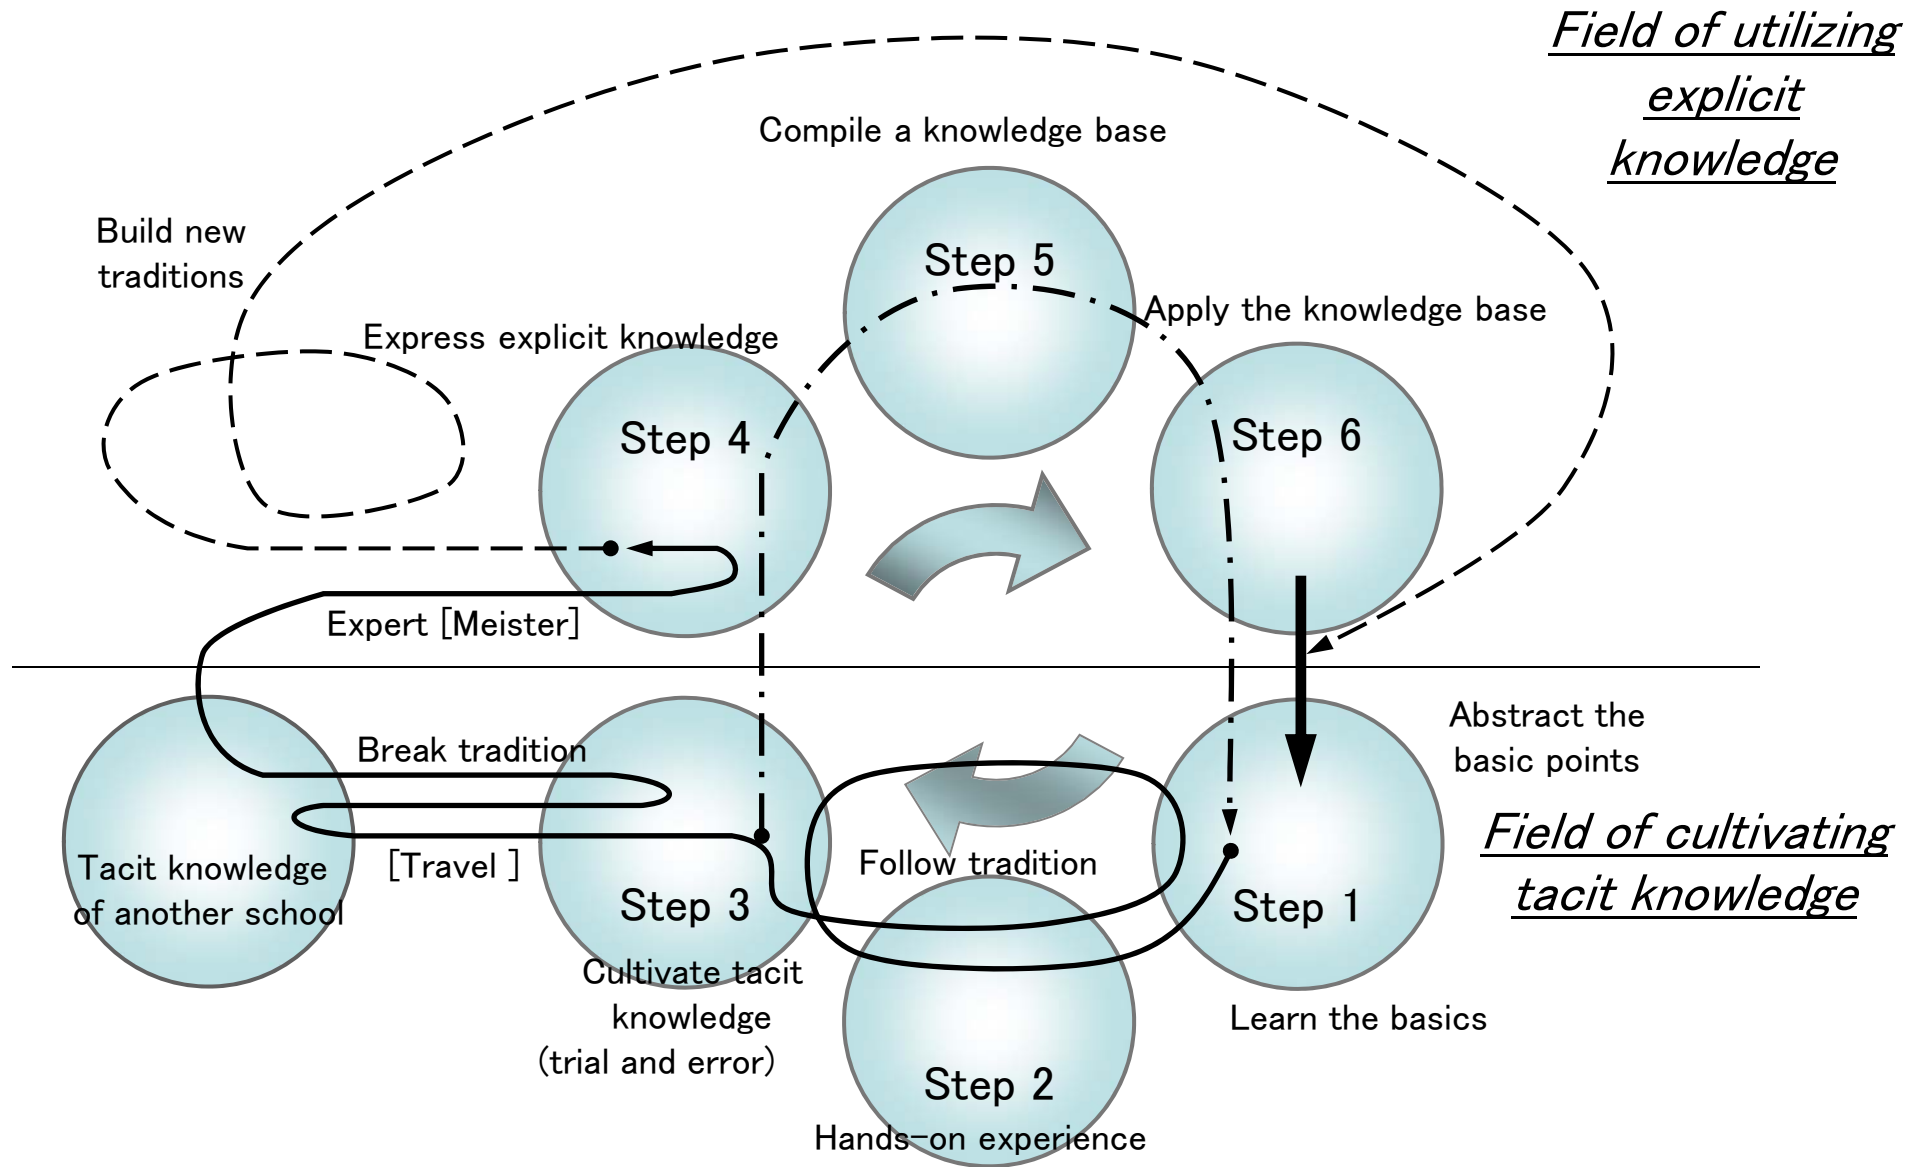 Field of utilizing
explicit
knowledge
Compile a knowledge base
Build new
traditions
Step 5
Apply the knowledge base
Express explicit knowledge
Step 4
Step 6
Expert [Meister]
Abstract the
basic points
Break tradition
Field of cultivating
tacit knowledge
Follow tradition
[Travel ]
Tacit knowledge
of another school
Step 3
Step 1
Cultivate tacit
knowledge
(trial and error)
Learn the basics
Step 2
Hands-on experience